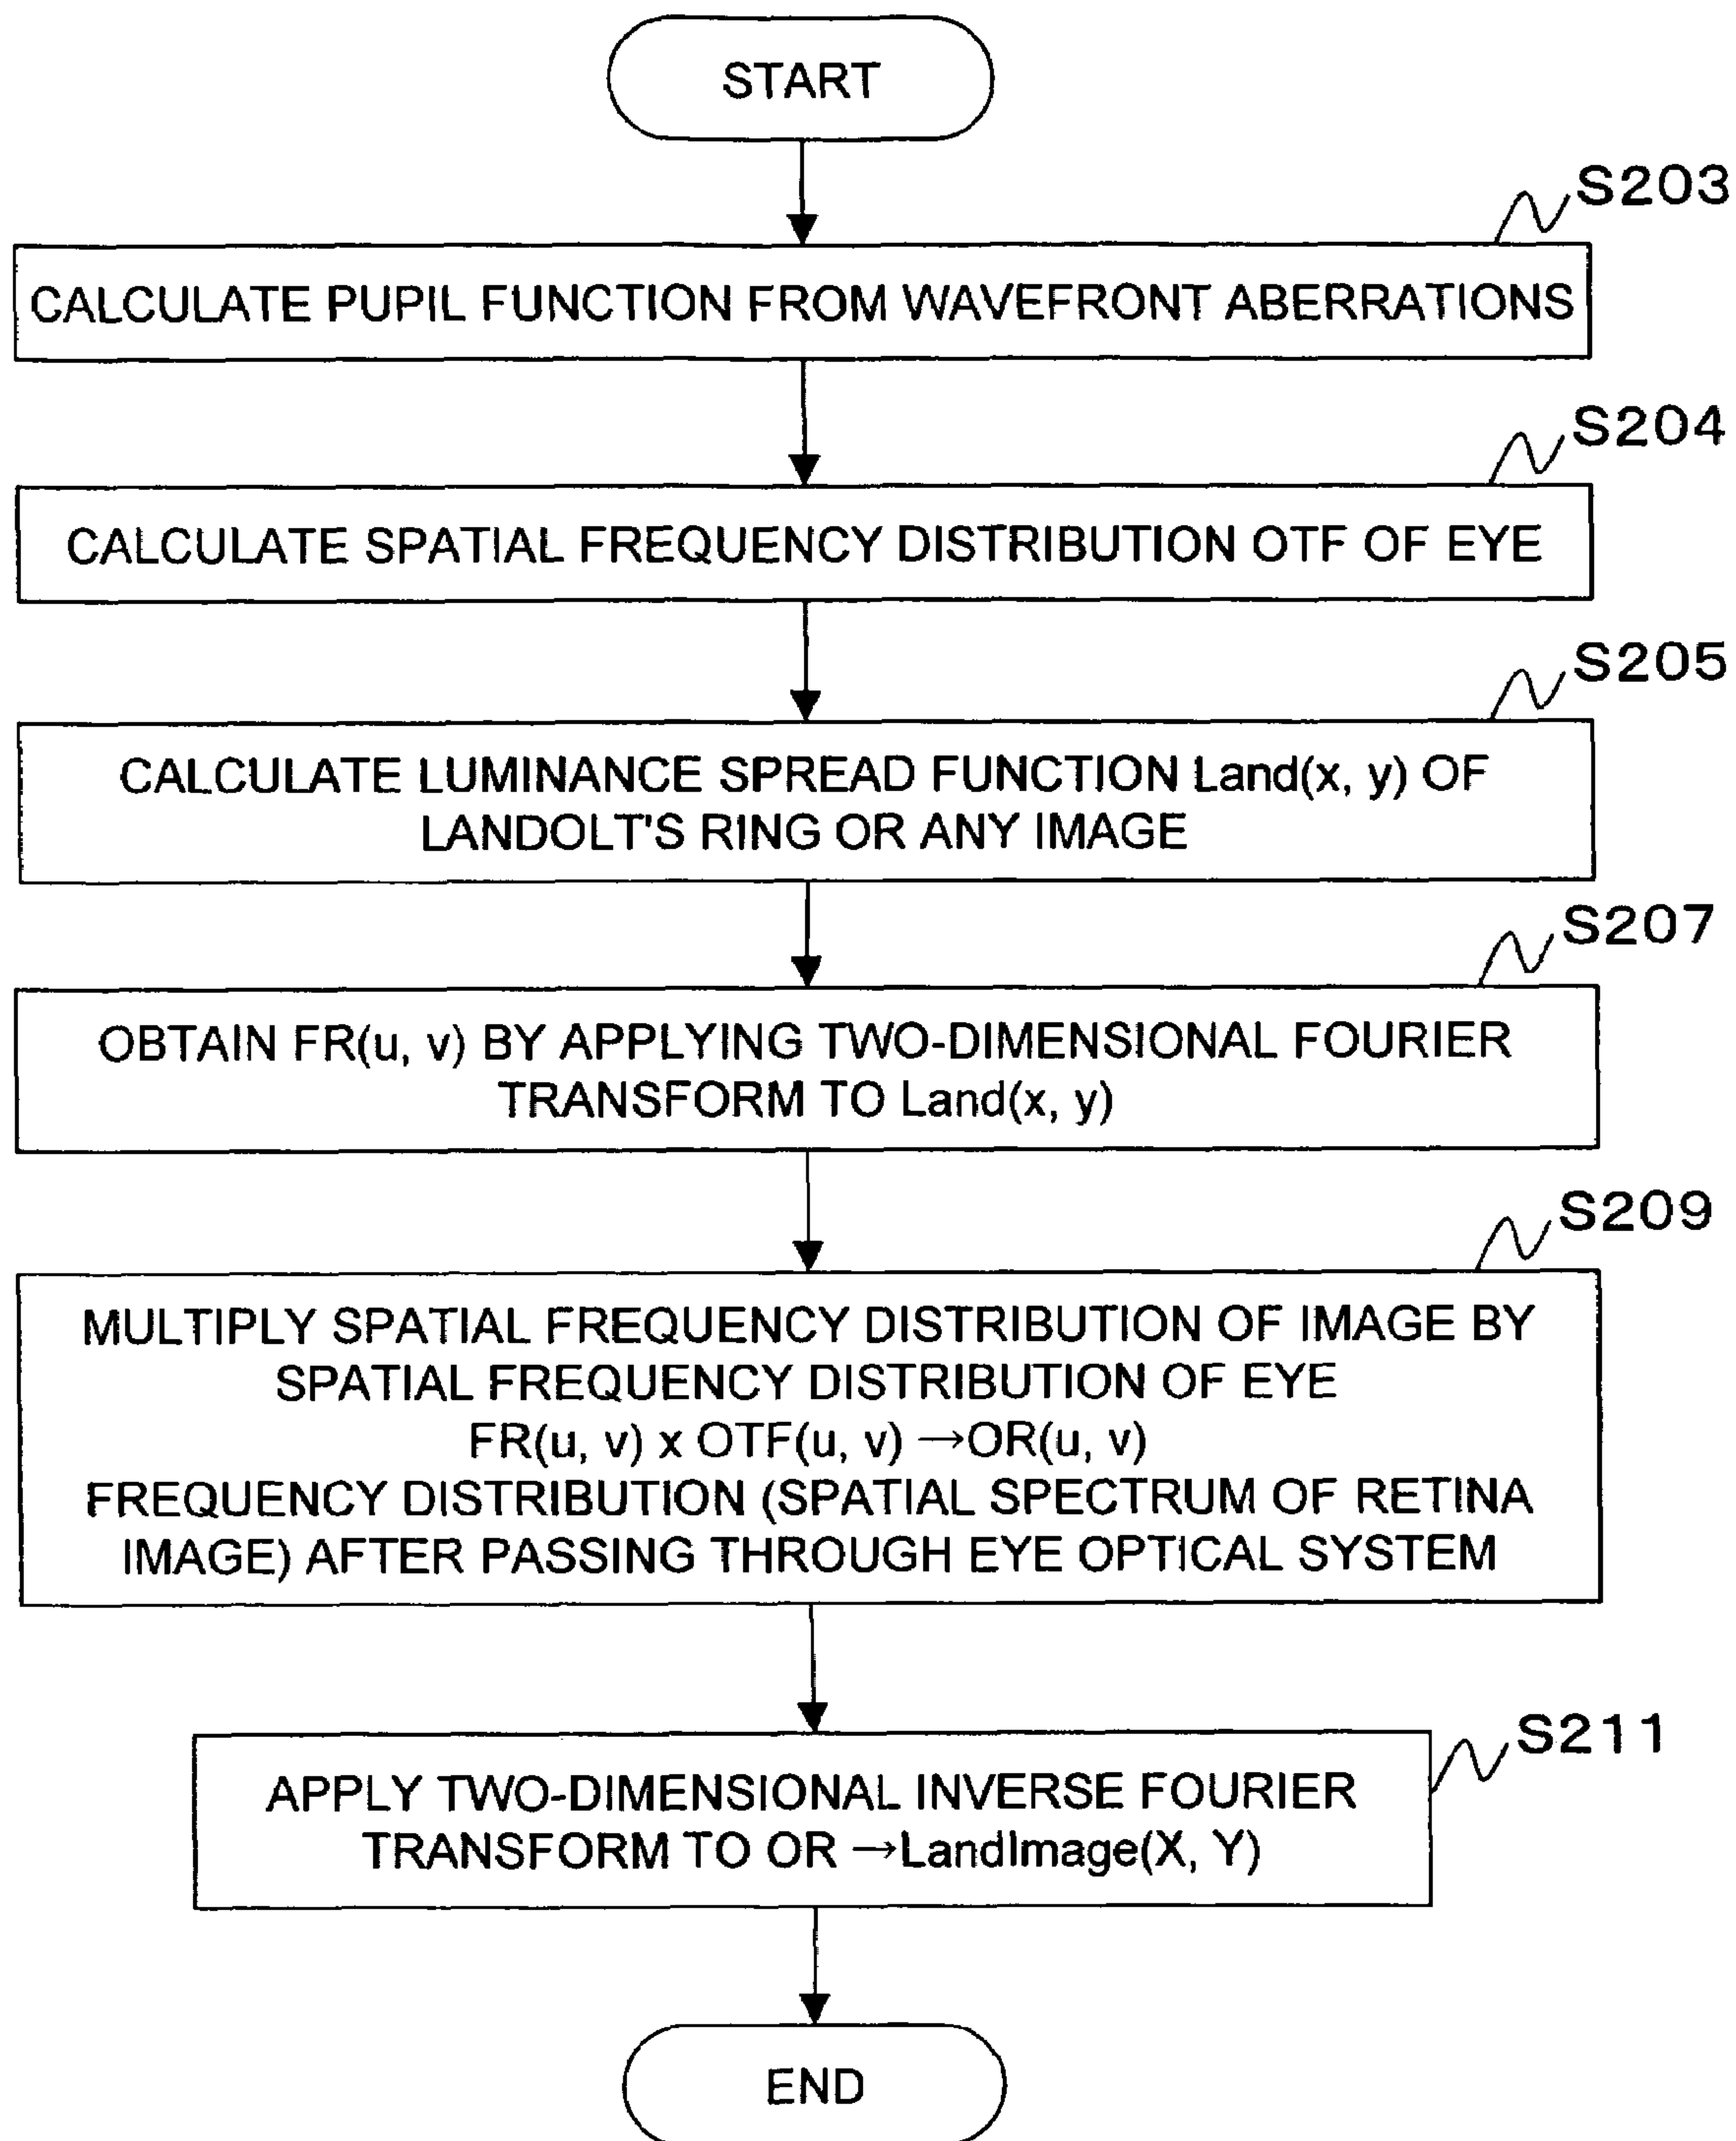 START
S203
CALCULATE PUPIL FUNCTION FROM WAVEFRONT ABERRATIONS
S204
CALCULATE SPATIAL FREQUENCY DISTRIBUTION OTF OF EYE
S205
CALCULATE LUMINANCE SPREAD FUNCTION Land(x, y) OF
LANDOLT'S RING OR ANY IMAGE
S207
OBTAIN FR(u, v) BY APPLYING TWO-DIMENSIONAL FOURIER
TRANSFORM TO Land(x, y)
S209
MULTIPLY SPATIAL FREQUENCY DISTRIBUTION OF IMAGE BY
SPATIAL FREQUENCY DISTRIBUTION OF EYE
FR(u, v) x OTF(u, v) →OR(u, v)
FREQUENCY DISTRIBUTION (SPATIAL SPECTRUM OF RETINA
IMAGE) AFTER PASSING THROUGH EYE OPTICAL SYSTEM
S211
APPLY TWO-DIMENSIONAL INVERSE FOURIER
TRANSFORM TO OR →LandImage(X, Y)
END